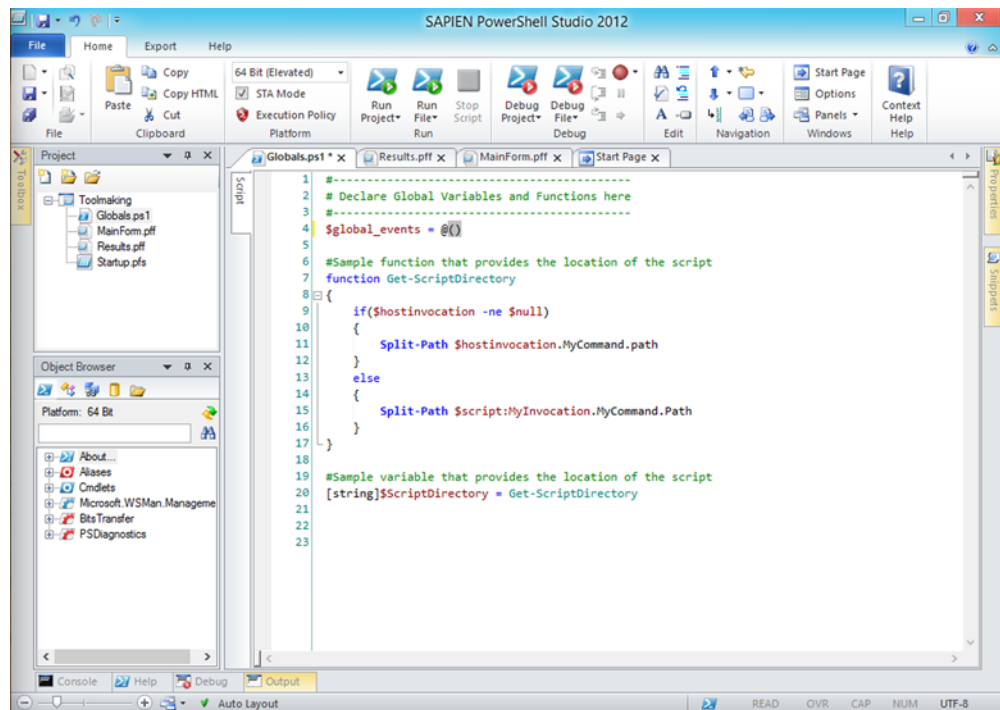 SAPIEN PowerShell Studio 2012
File Home Export Help
Copy
Copy HTML
Cut
Paste
File
Clipboard
64 Bit (Elevated)
STA Mode
Execution Policy
Platform
Run Project
Run File
Stop Script
Run
Debug Project
Debug File
Debug
Edit
Navigation
Start Page
Options
Panels
Windows
Context Help
Help
Toolbox
Project
Toolmaking
Globals.ps1
MainForm.pff
Results.pff
Startup.pfs
Object Browser
Platform: 64 Bit
About...
Aliases
Cmdlets
Microsoft.WSMan.Manageme
BitsTransfer
PSDiagnostics
Globals.ps1 * x Results.pff x MainForm.pff x Start Page x
Script
1 #--------------------------------------------
2 # Declare Global Variables and Functions here
3 #--------------------------------------------
4 $global_events = @()
5
6 #Sample function that provides the location of the script
7 function Get-ScriptDirectory
8 {
9 if($hostinvocation -ne $null)
10 {
11 Split-Path $hostinvocation.MyCommand.path
12 }
13 else
14 {
15 Split-Path $script:MyInvocation.MyCommand.Path
16 }
17 }
18
19 #Sample variable that provides the location of the script
20 [string]$ScriptDirectory = Get-ScriptDirectory
21
22
23
Properties
Snippets
Console Help Debug Output
Auto Layout READ OVR CAP NUM UTF-8